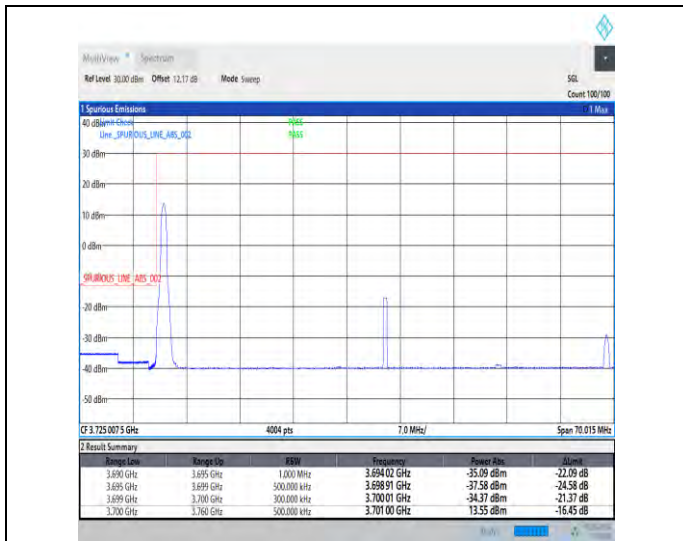 MultiView Spectrum
Ref Level 30.00 dBm Offset 12.17 dB Mode Sweep SGL
Count 100/100
1 Spurious Emissions 1 Max
40 dBm Limit Check PASS
Line _SPURIOUS_LINE_ABS_002 PASS
30 dBm
20 dBm
10 dBm
0 dBm
_SPURIOUS_LINE_ABS_002
-20 dBm
-30 dBm
-40 dBm
-50 dBm
CF 3.725 007 5 GHz 4004 pts 7.0 MHz/ Span 70.015 MHz
2 Result Summary
Range Low Range Up RBW Frequency Power Abs ΔLimit
3.690 GHz 3.695 GHz 1.000 MHz 3.694 02 GHz -35.09 dBm -22.09 dB
3.695 GHz 3.699 GHz 500.000 kHz 3.698 91 GHz -37.58 dBm -24.58 dB
3.699 GHz 3.700 GHz 300.000 kHz 3.700 01 GHz -34.37 dBm -21.37 dB
3.700 GHz 3.760 GHz 500.000 kHz 3.701 00 GHz 13.55 dBm -16.45 dB